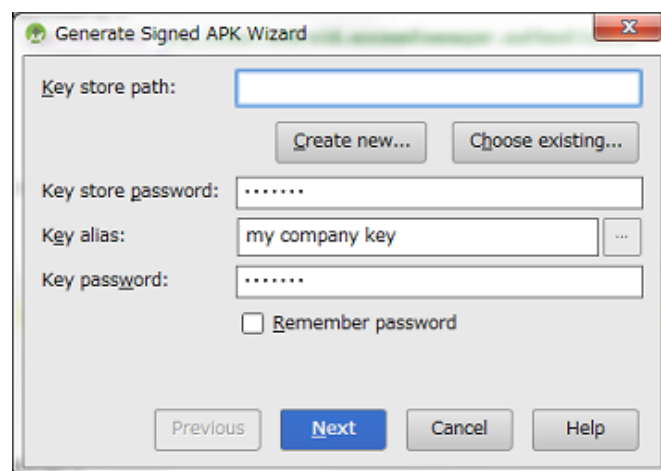 Generate Signed APK Wizard
Key store path:
Create new... Choose existing...
Key store password: •••••••
Key alias: my company key ...
Key password: •••••••
Remember password
Previous Next Cancel Help